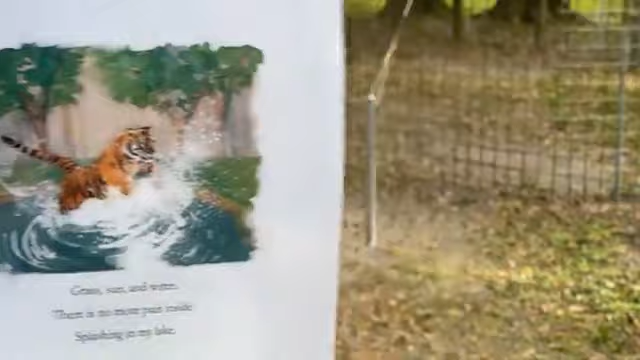 Grass, sun, and water.
There is no more pain inside
Splashing in my lake.